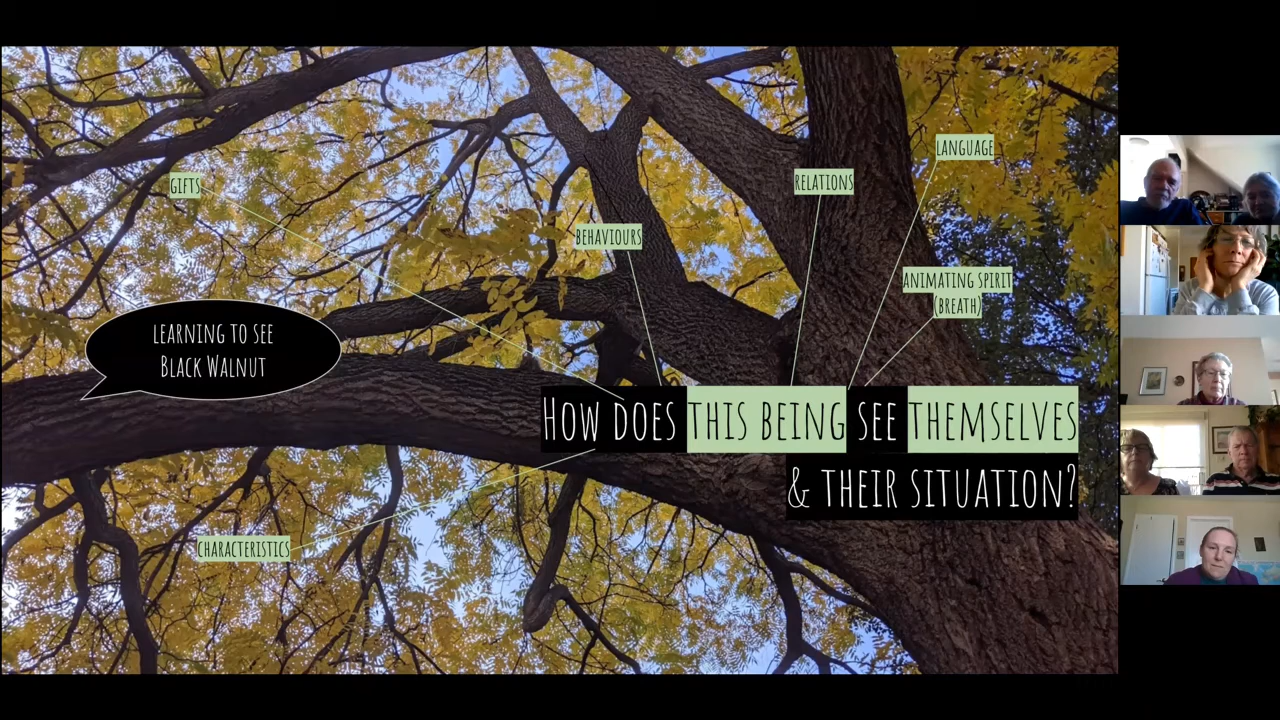 LANGUAGE
GIFTS
RELATIONS
BEHAVIOURS
ANIMATING SPIRIT
(BREATH)
LEARNING TO SEE
BLACK WALNUT
HOW DOES THIS BEING SEE THEMSELVES
& THEIR SITUATION?
CHARACTERISTICS